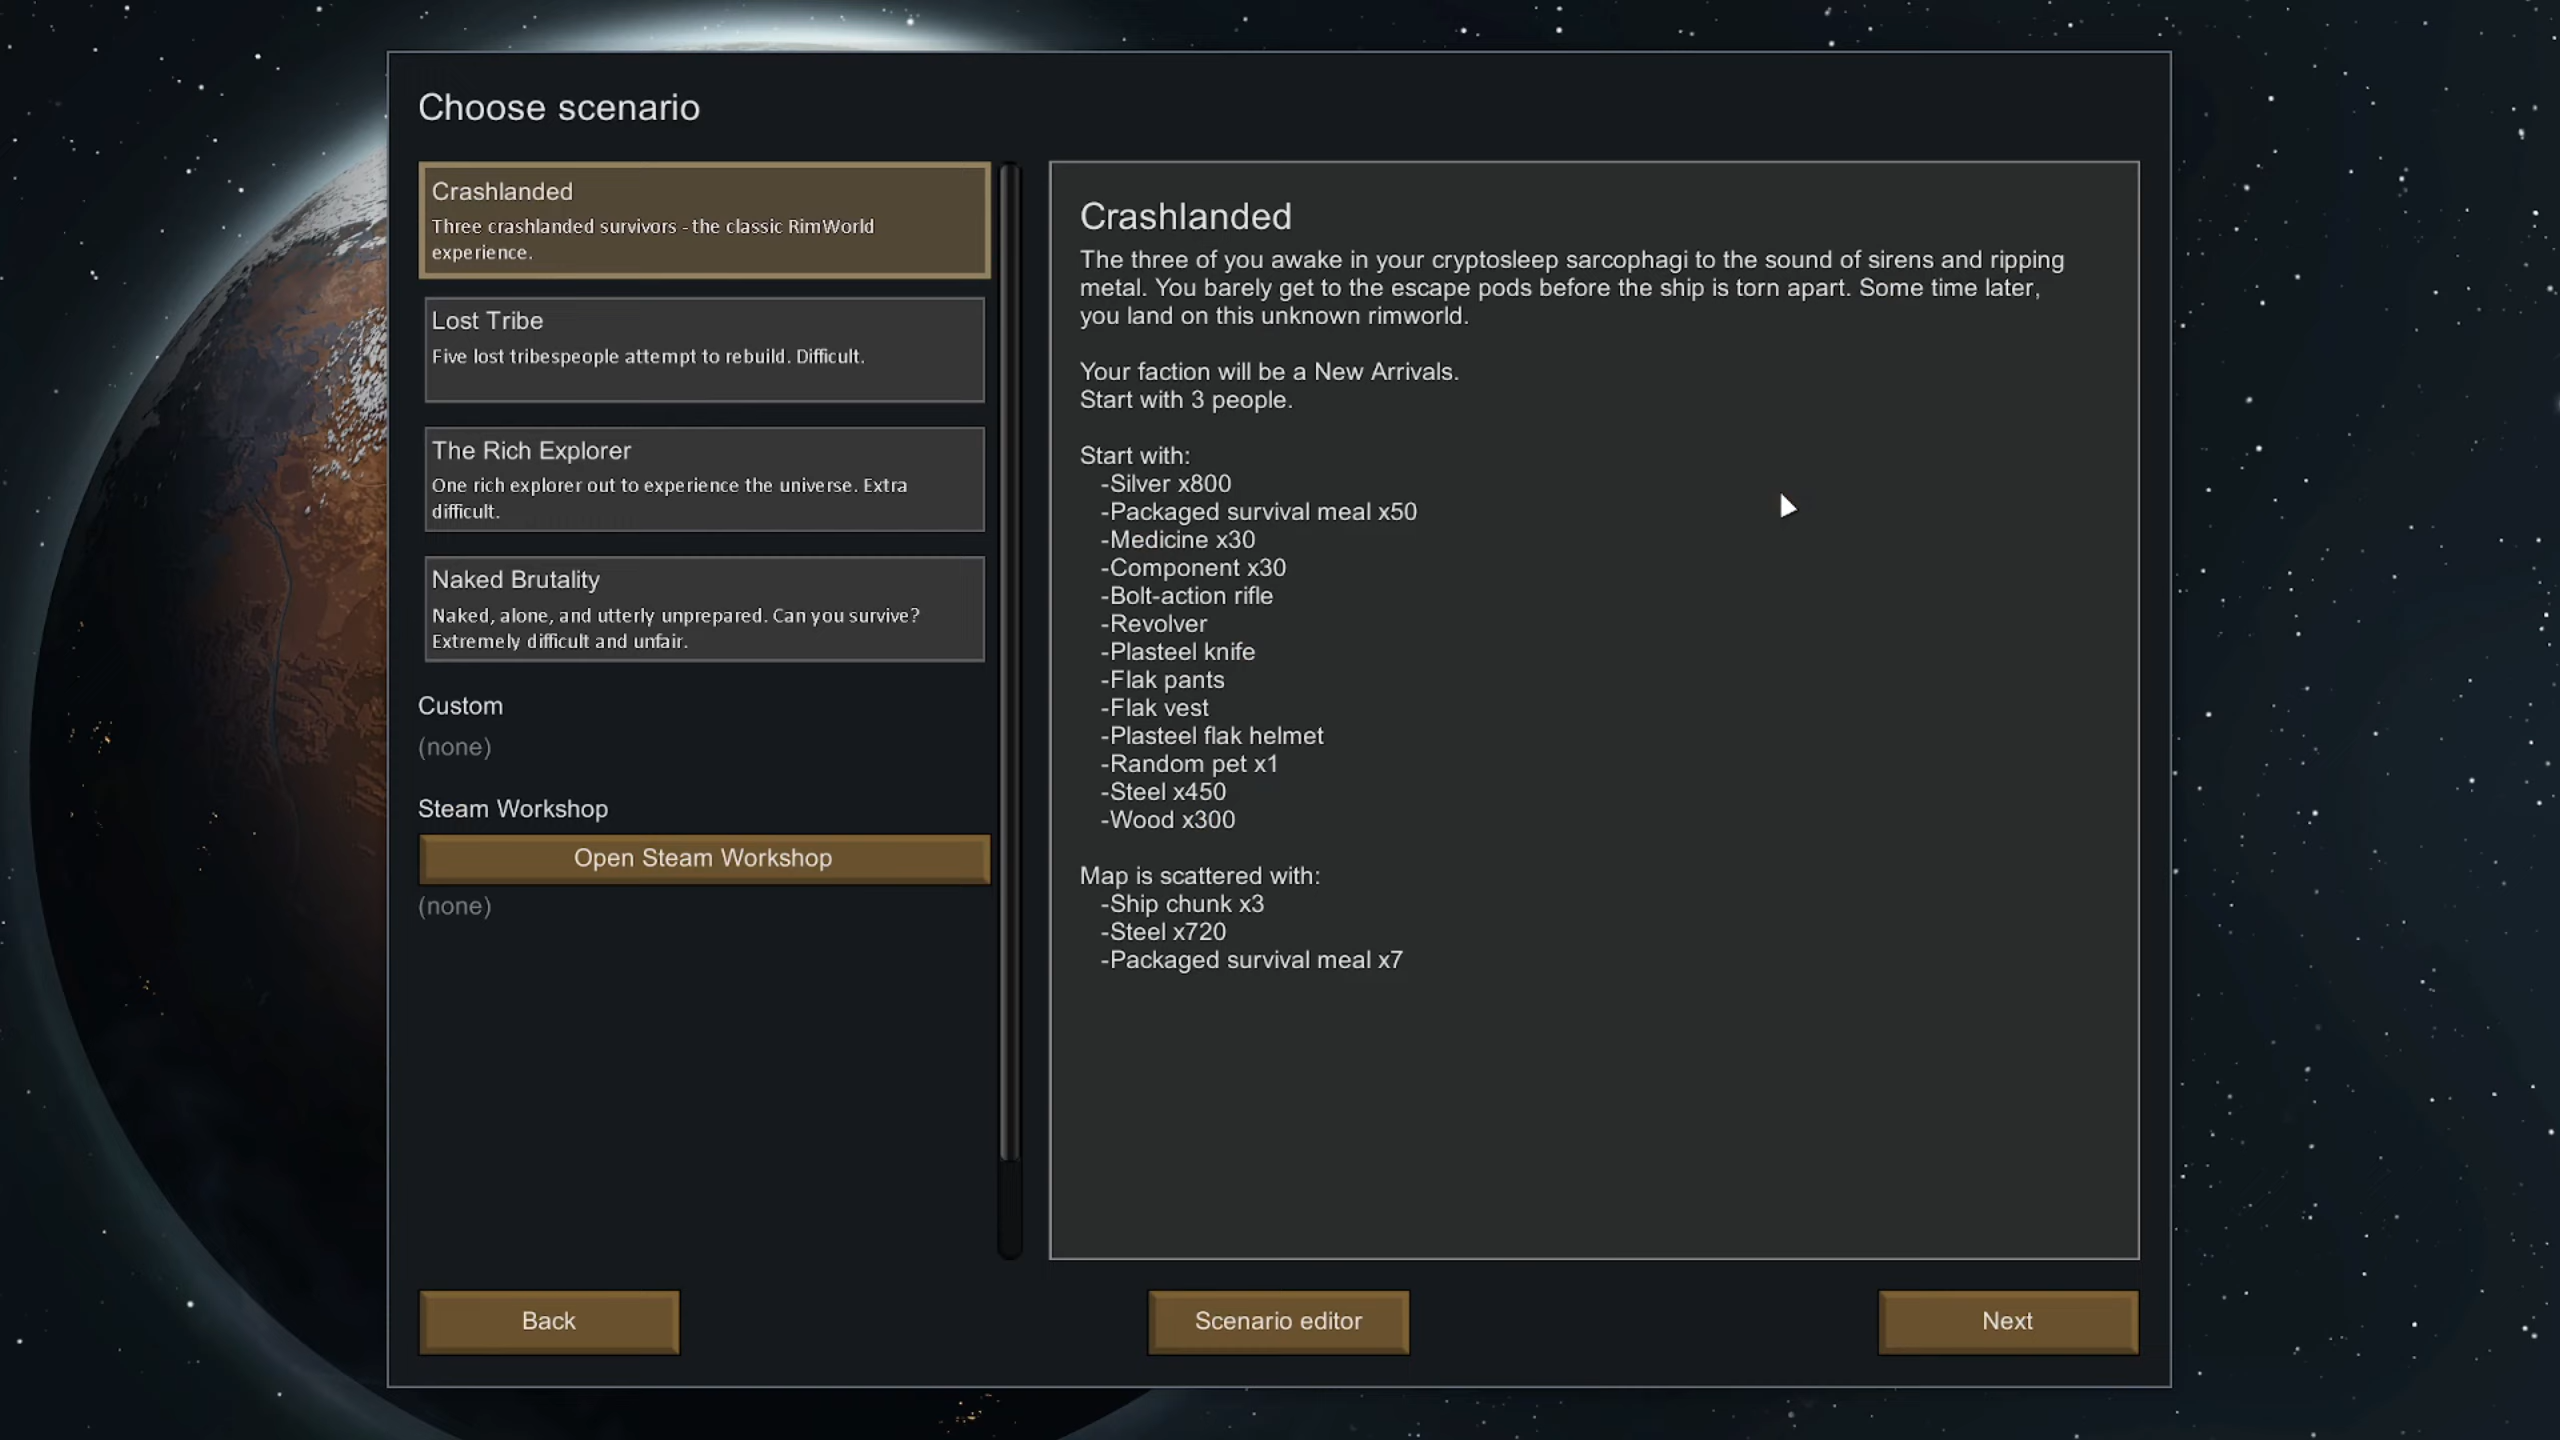 Choose scenario
Crashlanded
Three crashlanded survivors - the classic RimWorld
experience.
Lost Tribe
Five lost tribespeople attempt to rebuild. Difficult.
The Rich Explorer
One rich explorer out to experience the universe. Extra
difficult.
Naked Brutality
Naked, alone, and utterly unprepared. Can you survive?
Extremely difficult and unfair.
Custom
(none)
Steam Workshop
Open Steam Workshop
(none)
Crashlanded
The three of you awake in your cryptosleep sarcophagi to the sound of sirens and ripping
metal. You barely get to the escape pods before the ship is torn apart. Some time later,
you land on this unknown rimworld.
Your faction will be a New Arrivals.
Start with 3 people.
Start with:
-Silver x800
-Packaged survival meal x50
-Medicine x30
-Component x30
-Bolt-action rifle
-Revolver
-Plasteel knife
-Flak pants
-Flak vest
-Plasteel flak helmet
-Random pet x1
-Steel x450
-Wood x300
Map is scattered with:
-Ship chunk x3
-Steel x720
-Packaged survival meal x7
Back
Scenario editor
Next